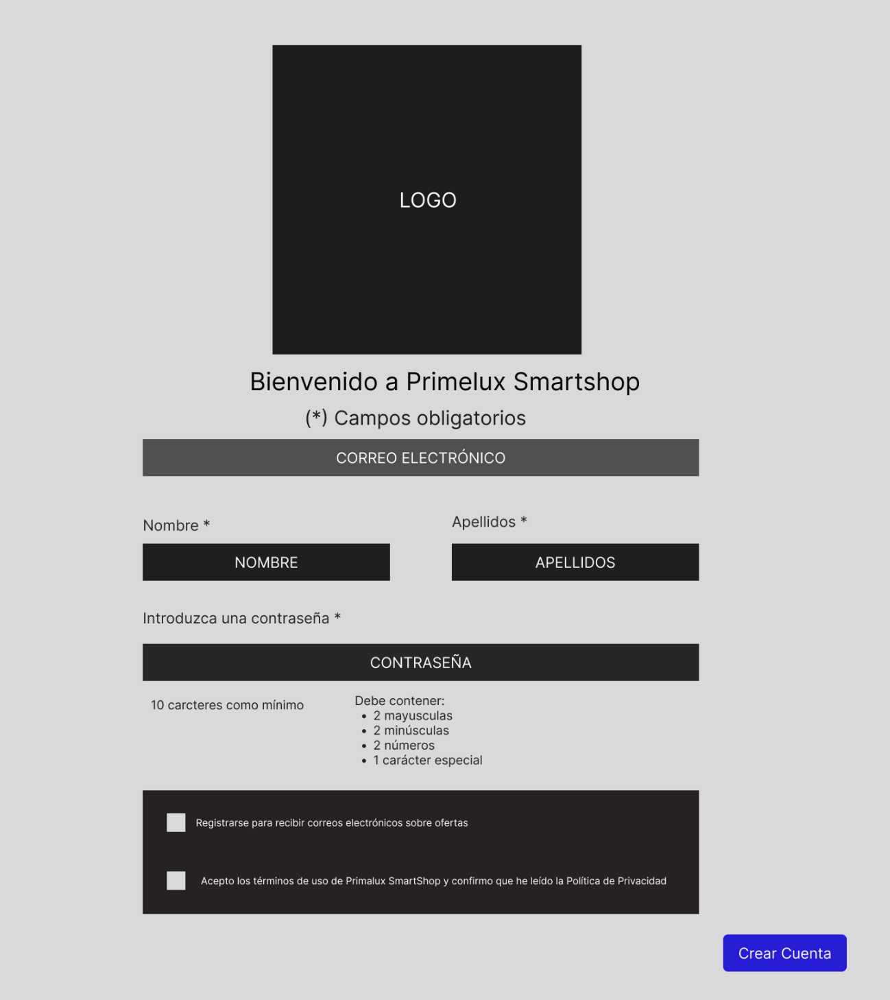 LOGO
Bienvenido a Primelux Smartshop
(*) Campos obligatorios
CORREO ELECTRÓNICO
Nombre *
Apellidos *
NOMBRE
APELLIDOS
Introduzca una contraseña *
CONTRASEÑA
10 carcteres como mínimo
Debe contener:
• 2 mayusculas
• 2 minúsculas
• 2 números
• 1 carácter especial
Registrarse para recibir correos electrónicos sobre ofertas
Acepto los términos de uso de Primalux SmartShop y confirmo que he leído la Política de Privacidad
Crear Cuenta